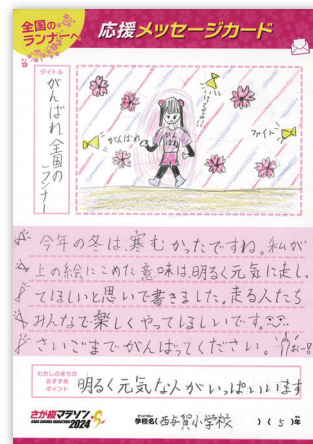 全国の
ランナーへ
応援メッセージカード
タイトル
がんばれ全国の
ランナー
がんばれ
ファイト
今年の冬は、寒むかったですね。私が
上の絵にこめた意味は、明るく元気に走っ
てほしいと思いで書きました。走る人たち
みんなで楽しくやってほしいです。
さいごまでがんばってください。
わたしのまちの
おすすめ
ポイント
明るく元気な人がいっぱいいます
さが桜マラソン
SAGA SAKURA MARATHON
2024
学校名(西与賀小学校)(5)年